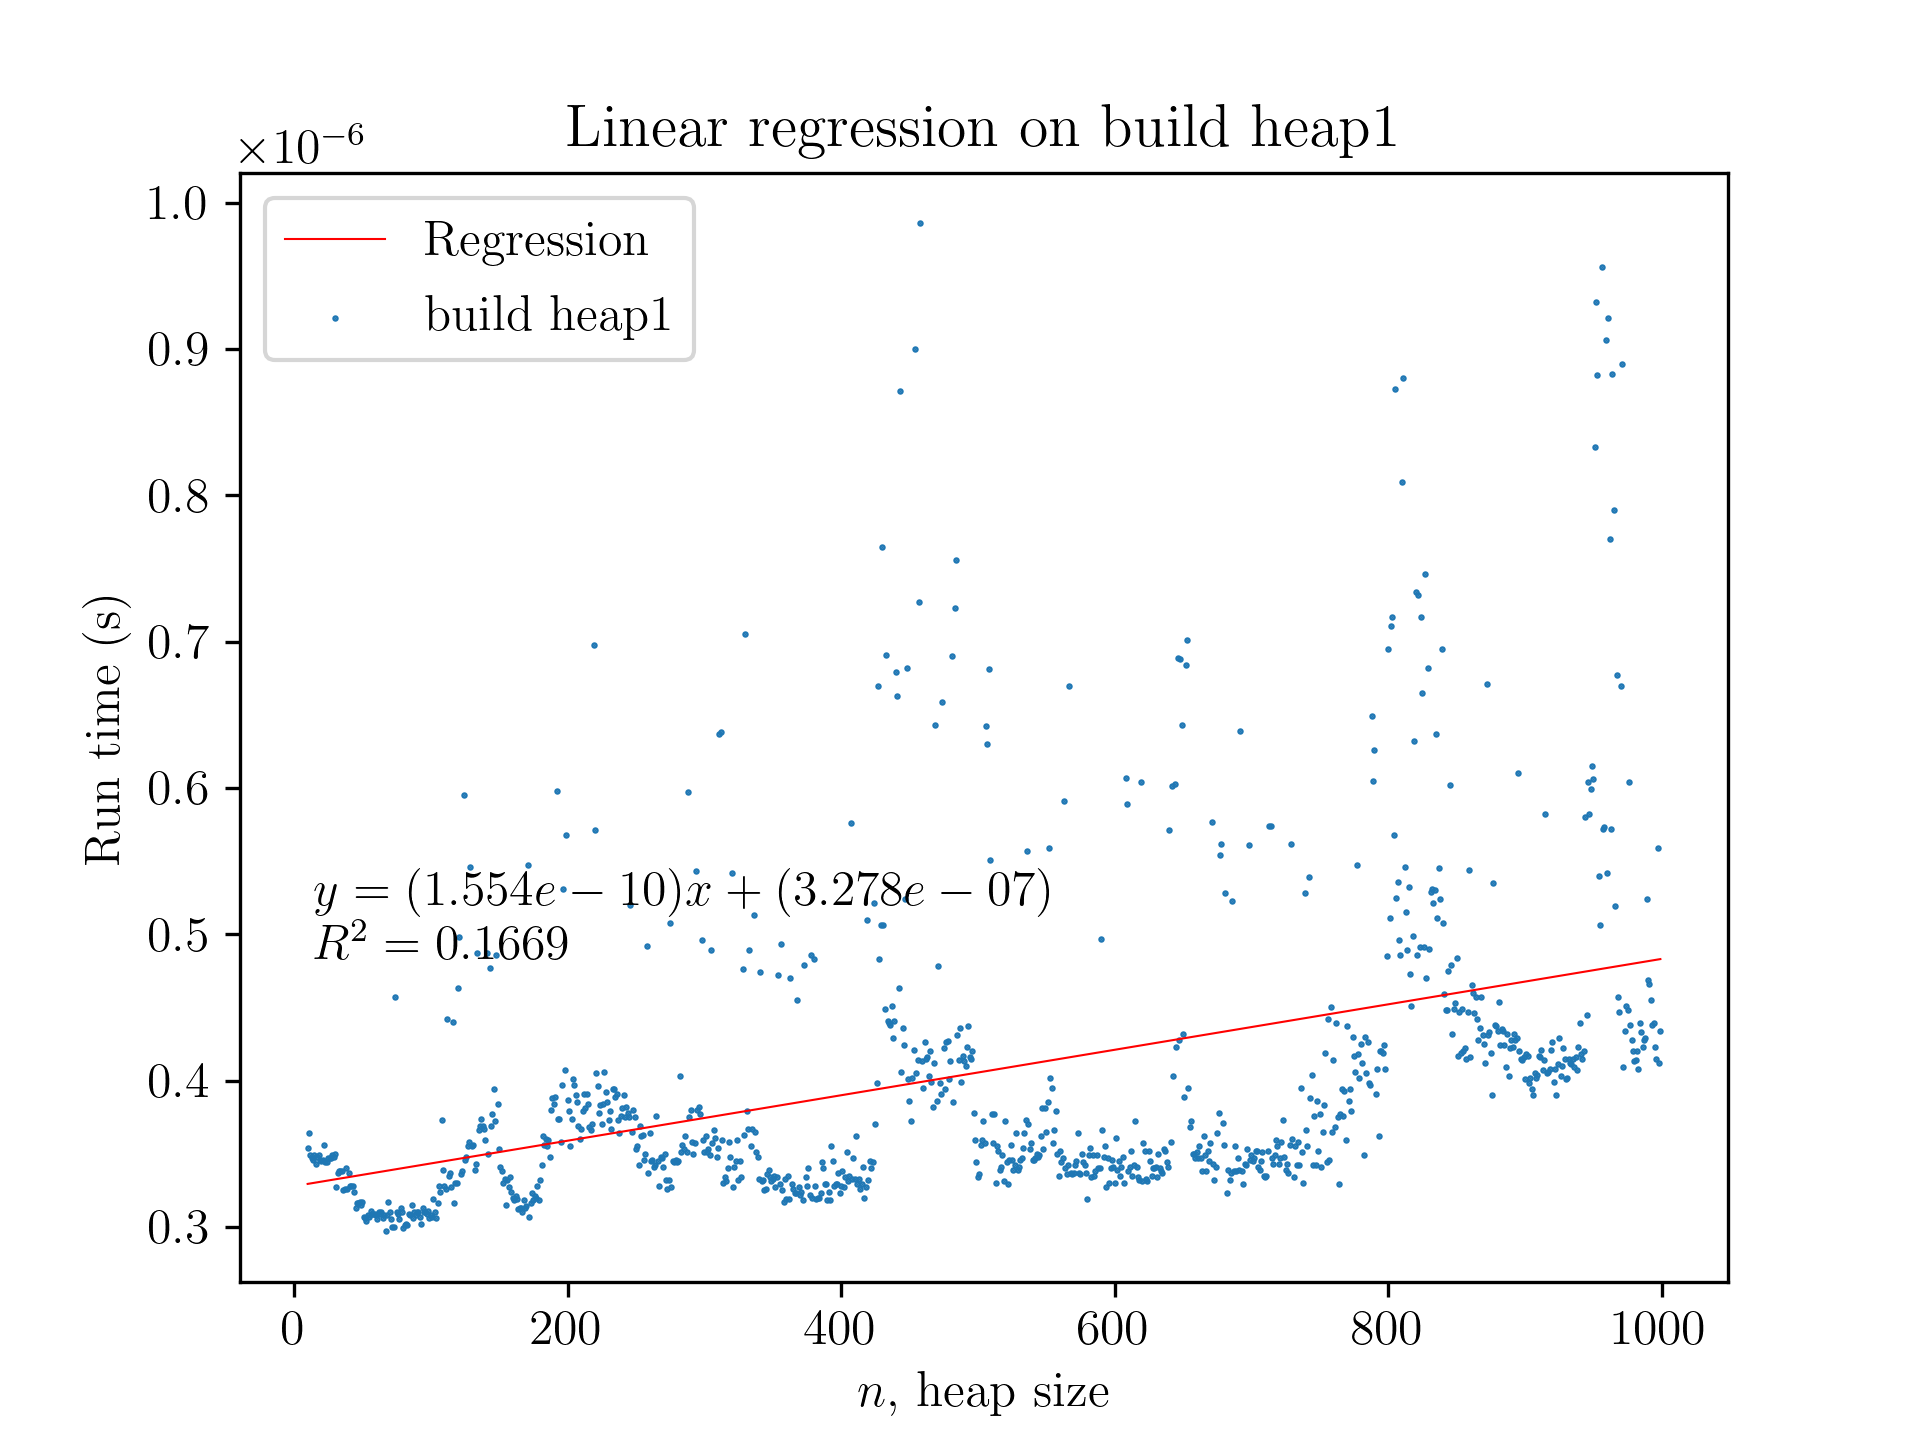 Linear regression on build heap1
×10⁻⁶
Regression
build heap1
1.0
0.9
0.8
0.7
0.6
0.5
0.4
0.3
Run time (s)
y = (1.554e − 10)x + (3.278e − 07)
R² = 0.1669
0 200 400 600 800 1000
n, heap size